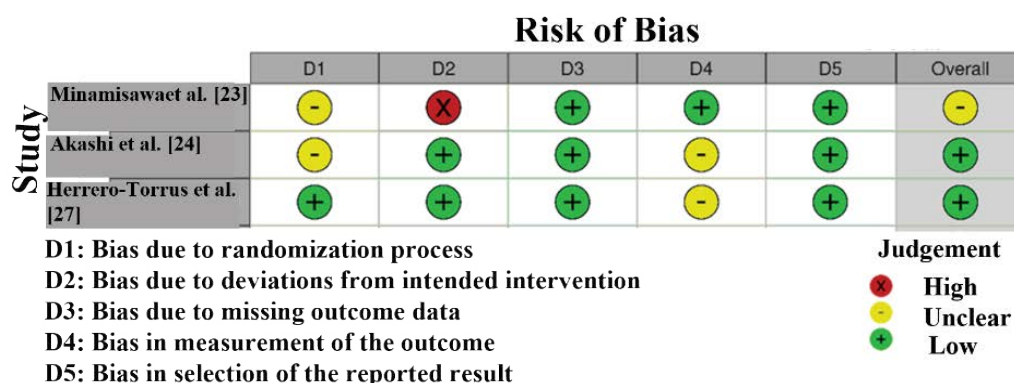 Risk of Bias
D1 D2 D3 D4 D5 Overall
Study
Minamisawaet al. [23] - X + + + -
Akashi et al. [24] - + + - + +
Herrero-Torrus et al.
[27] + + + - + +
D1: Bias due to randomization process
D2: Bias due to deviations from intended intervention
D3: Bias due to missing outcome data
D4: Bias in measurement of the outcome
D5: Bias in selection of the reported result
Judgement
X High
- Unclear
+ Low